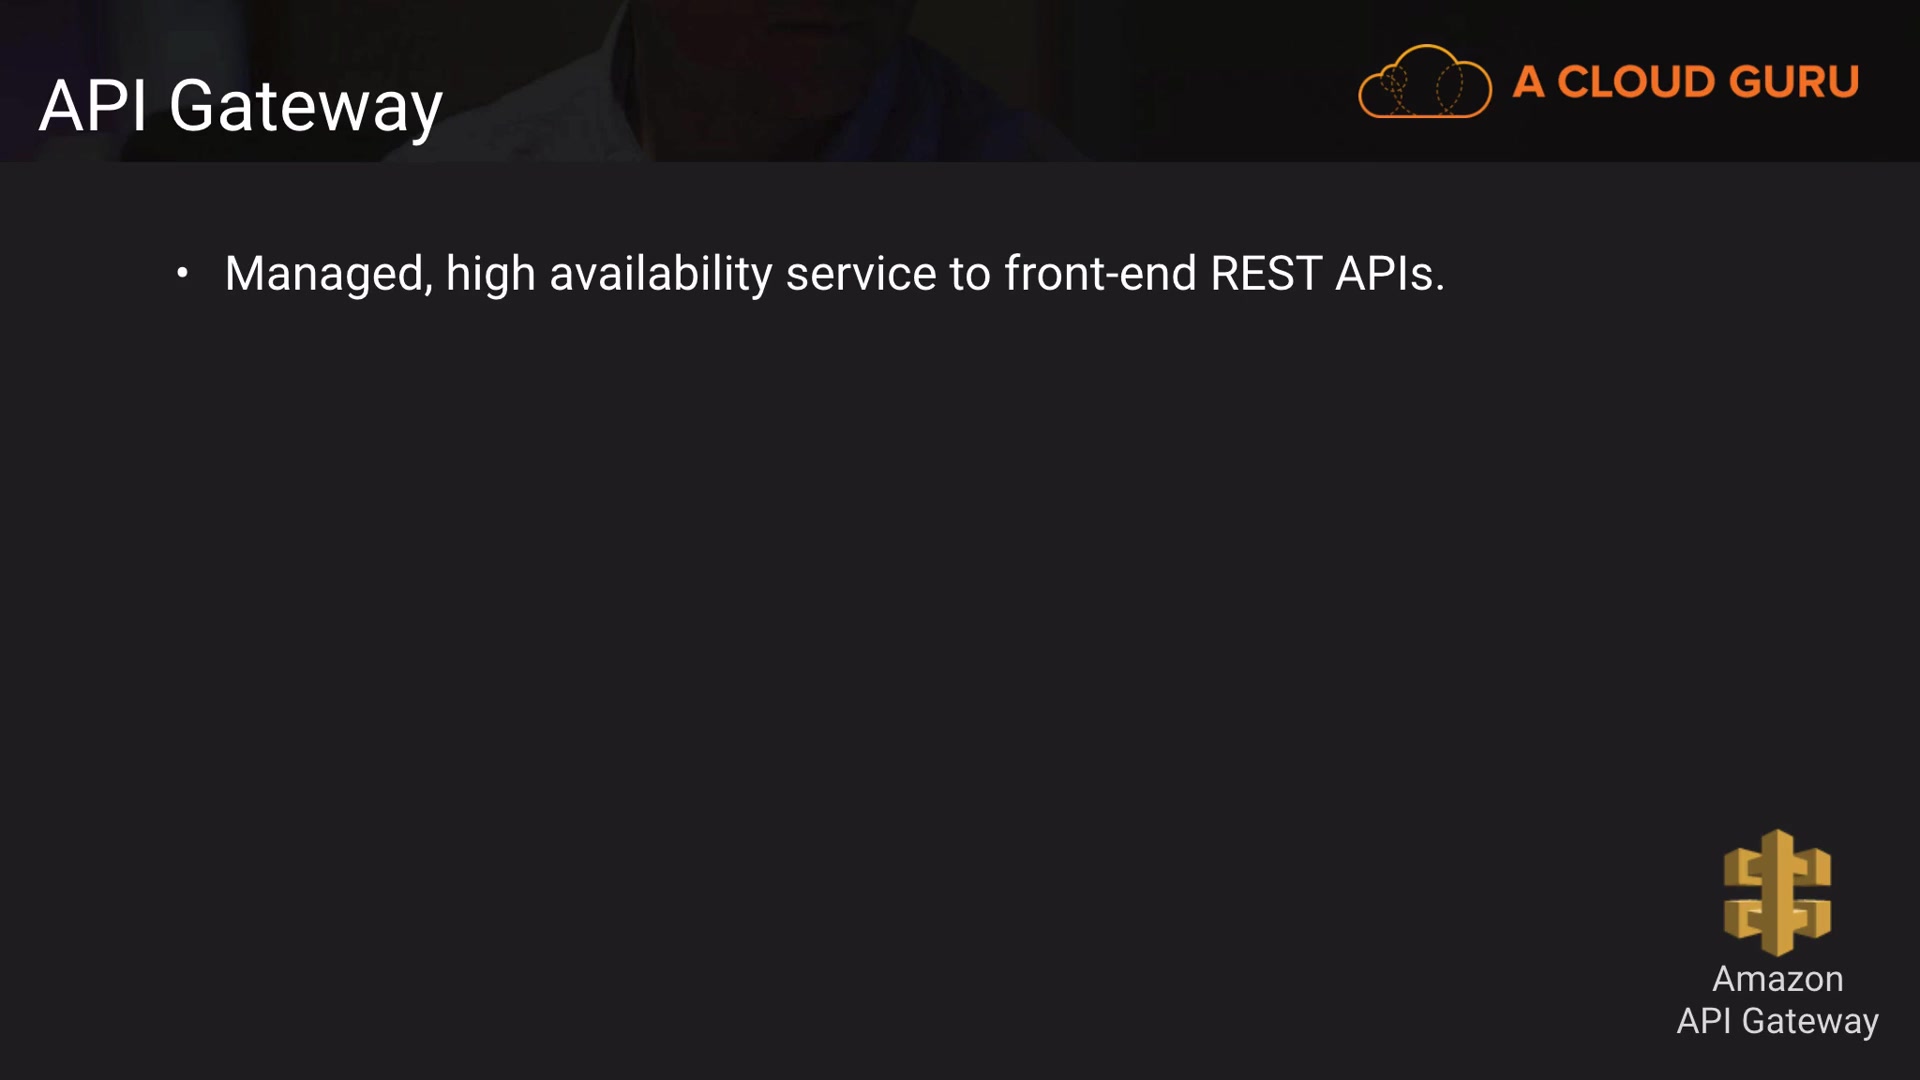 API Gateway
A CLOUD GURU
• Managed, high availability service to front-end REST APIs.
Amazon
API Gateway